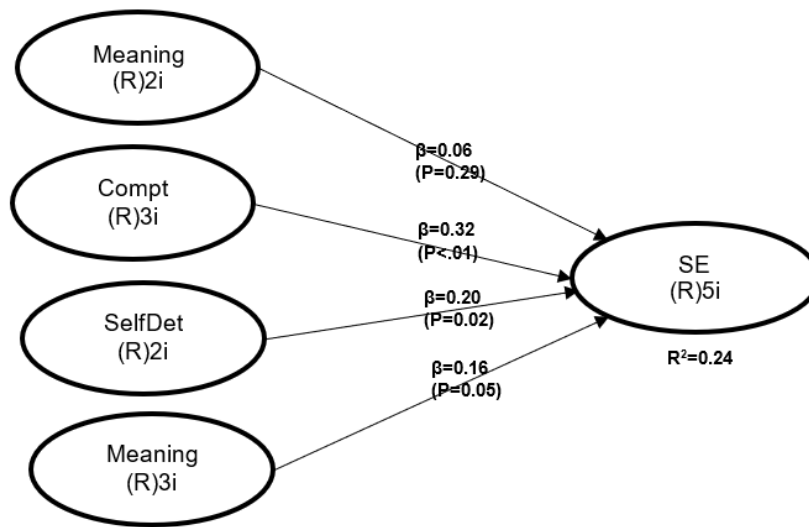 Meaning
(R)2i
β=0.06
(P=0.29)
Compt
(R)3i
β=0.32
(P<.01)
SE
(R)5i
SelfDet
(R)2i
β=0.20
(P=0.02)
R²=0.24
β=0.16
(P=0.05)
Meaning
(R)3i